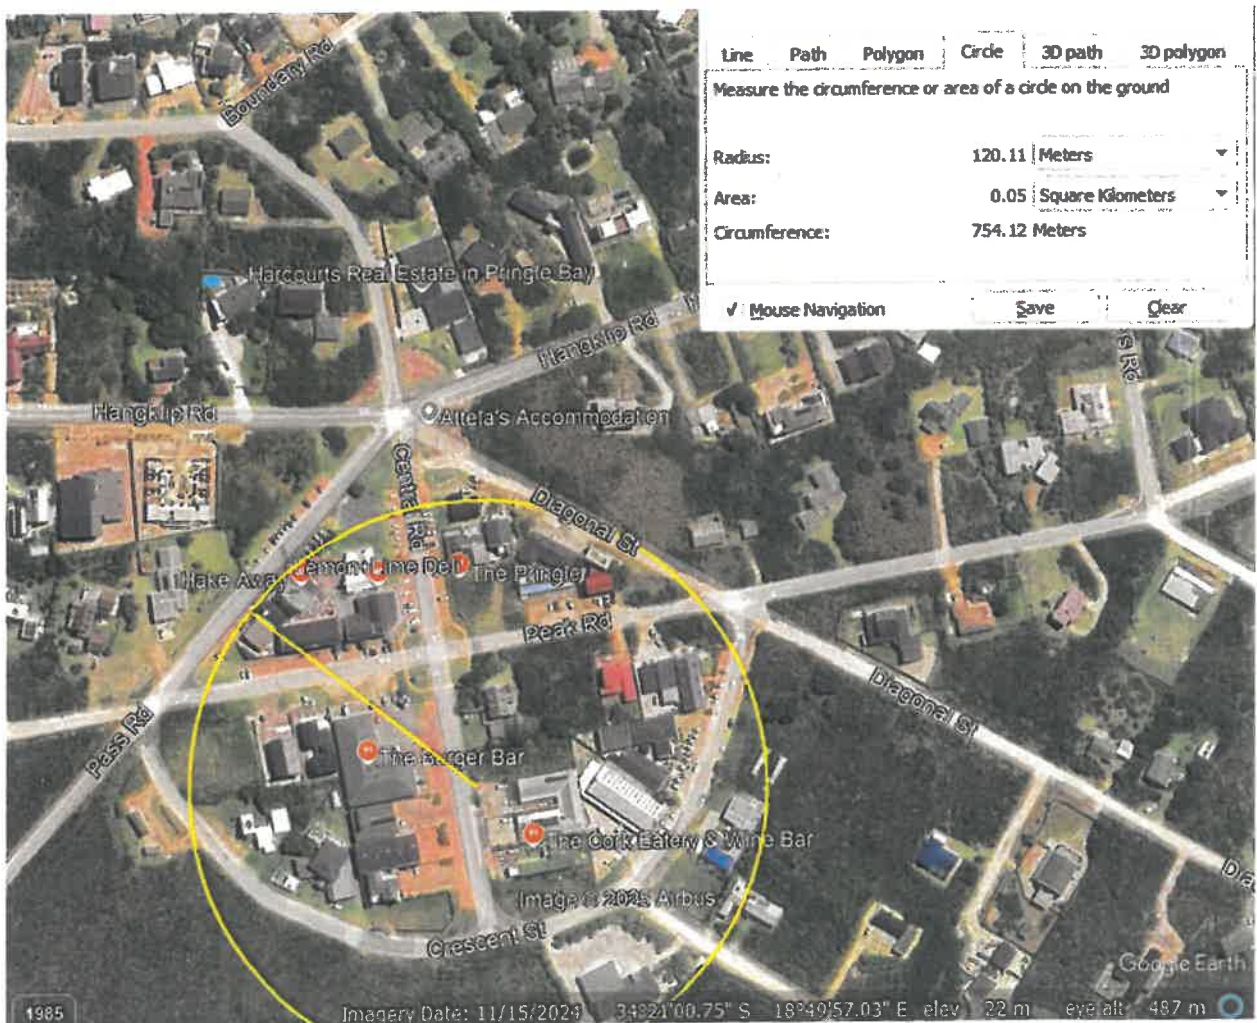 Line Path Polygon Circle 3D path 3D polygon
Measure the circumference or area of a circle on the ground
Radius: 120.11 Meters
Area: 0.05 Square Kilometers
Circumference: 754.12 Meters
✓ Mouse Navigation Save Clear
Boundary Rd
Harcourts Real Estate in Pringle Bay
Hangklip Rd
Hangklip Rd
Attela's Accommodation
Central Rd
Diagonal St
Hake Away
Lemon+Lime Deli
The Pringle
Peak Rd
Pass Rd
Diagonal St
The Burger Bar
The Cork Eatery & Wine Bar
Image © 2025 Airbus
Crescent St
Google Earth
1985
Imagery Date: 11/15/2024 34°21'00.75" S 18°49'57.03" E elev 22 m eye alt 487 m